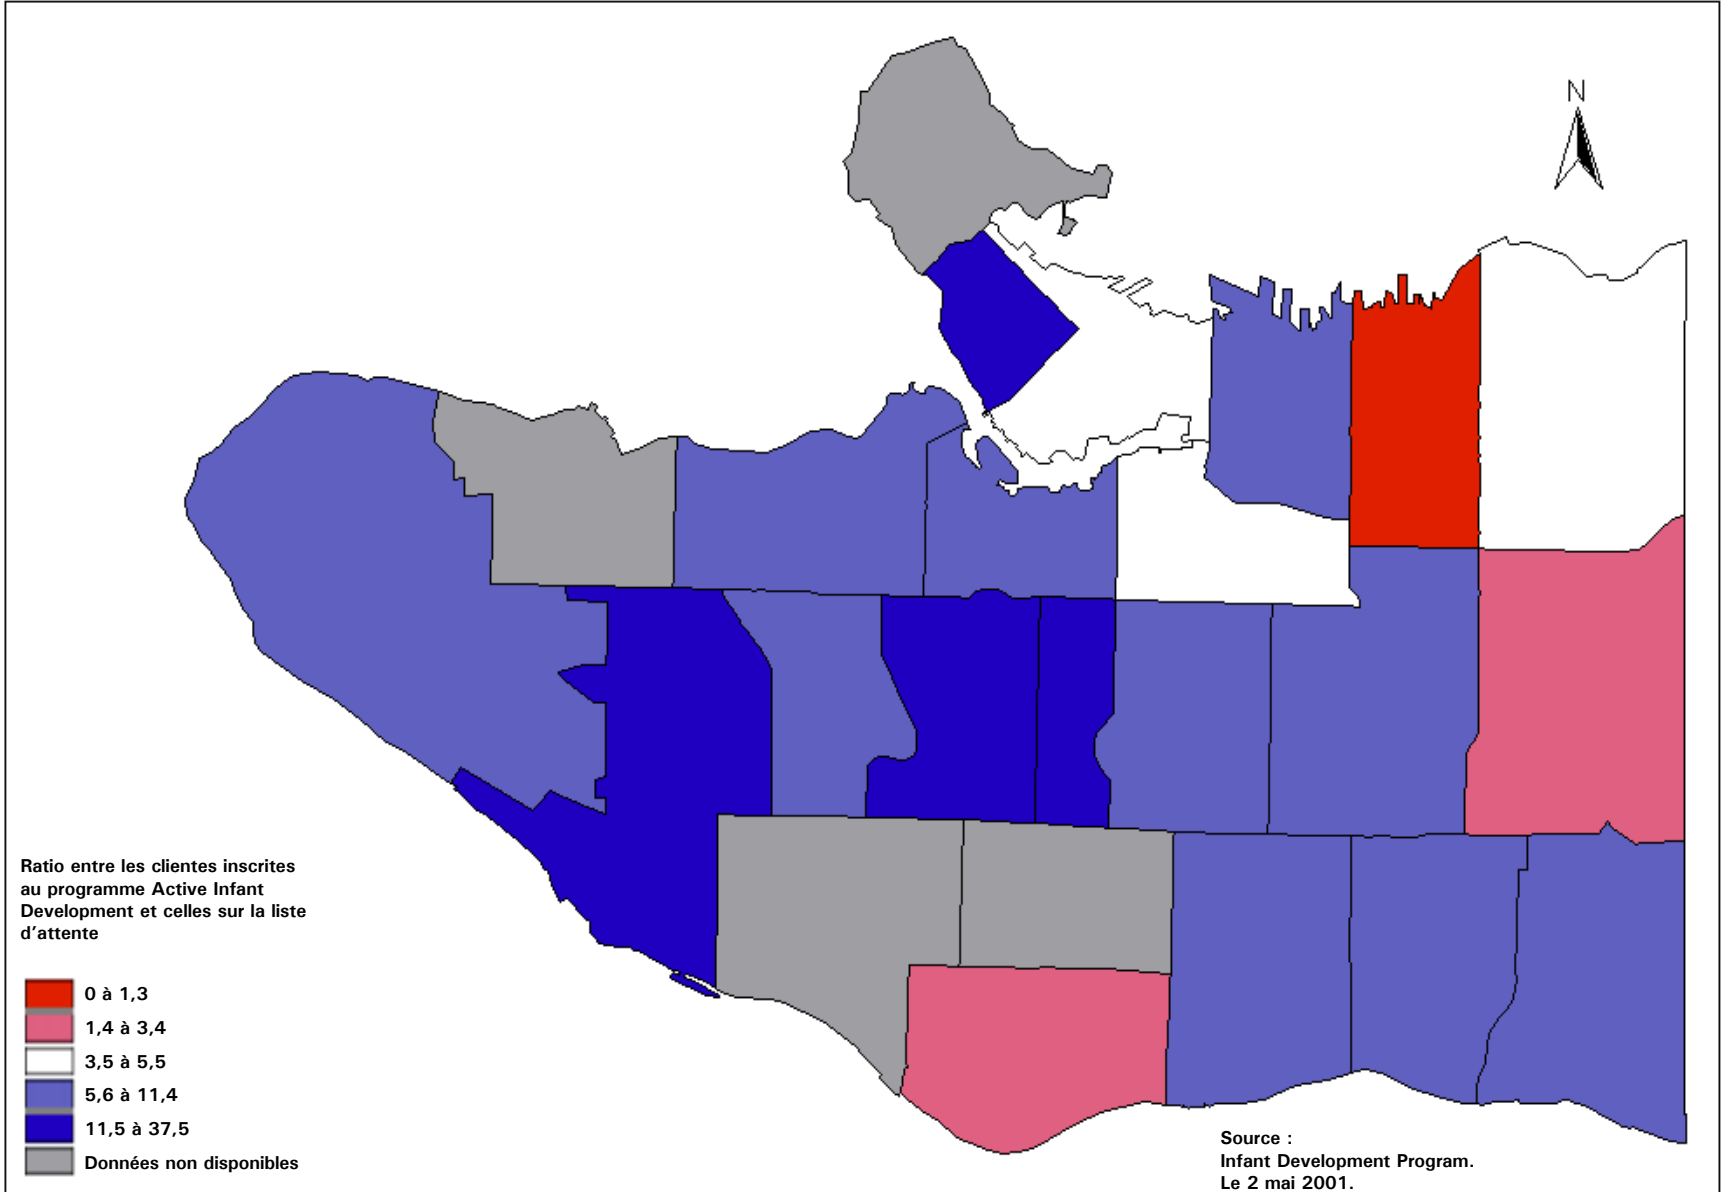 N
Ratio entre les clientes inscrites
au programme Active Infant
Development et celles sur la liste
d'attente
0 à 1,3
1,4 à 3,4
3,5 à 5,5
5,6 à 11,4
11,5 à 37,5
Données non disponibles
Source :
Infant Development Program.
Le 2 mai 2001.